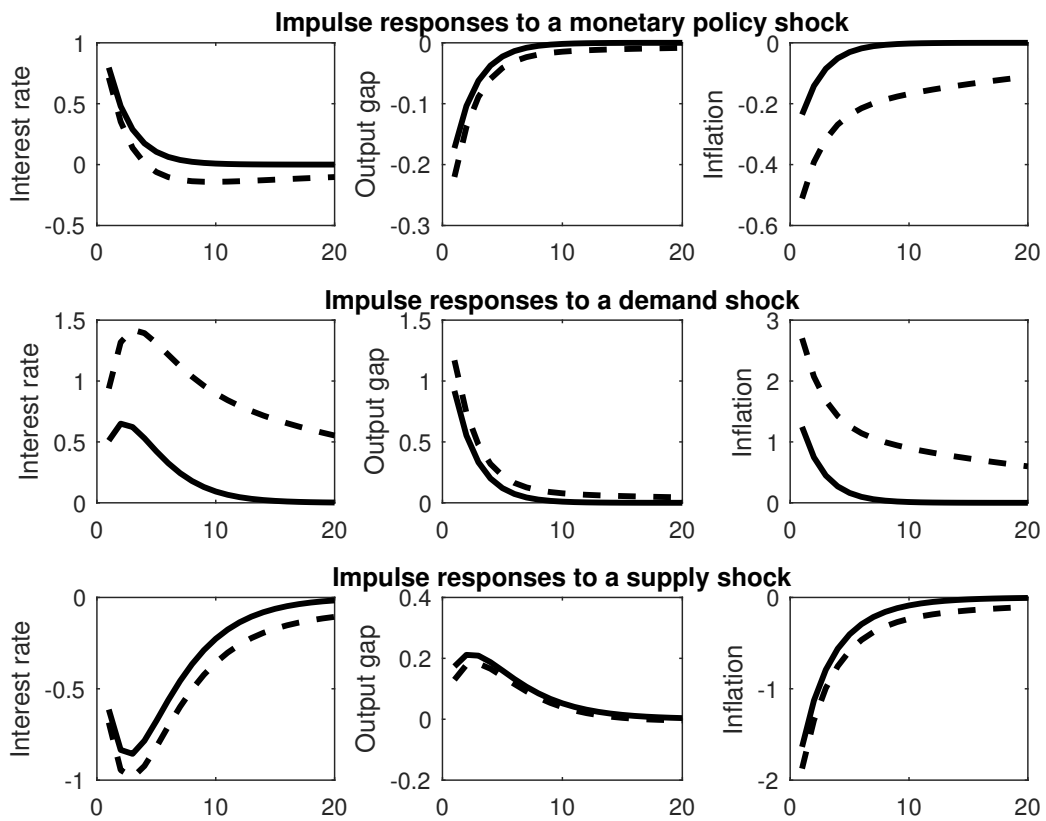 Impulse responses to a monetary policy shock
Interest rate
1
0.5
0
-0.5
0 10 20
Output gap
0
-0.1
-0.2
-0.3
0 10 20
Inflation
0
-0.2
-0.4
-0.6
0 10 20
Impulse responses to a demand shock
Interest rate
1.5
1
0.5
0
0 10 20
Output gap
1.5
1
0.5
0
0 10 20
Inflation
3
2
1
0
0 10 20
Impulse responses to a supply shock
Interest rate
0
-0.5
-1
0 10 20
Output gap
0.4
0.2
0
-0.2
0 10 20
Inflation
0
-1
-2
0 10 20